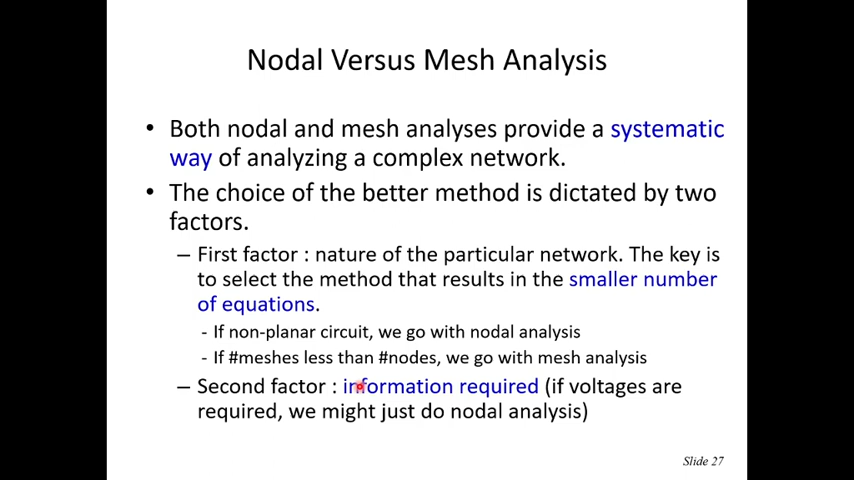 Nodal Versus Mesh Analysis
• Both nodal and mesh analyses provide a systematic
way of analyzing a complex network.
• The choice of the better method is dictated by two
factors.
– First factor : nature of the particular network. The key is
to select the method that results in the smaller number
of equations.
- If non-planar circuit, we go with nodal analysis
- If #meshes less than #nodes, we go with mesh analysis
– Second factor : information required (if voltages are
required, we might just do nodal analysis)
Slide 27